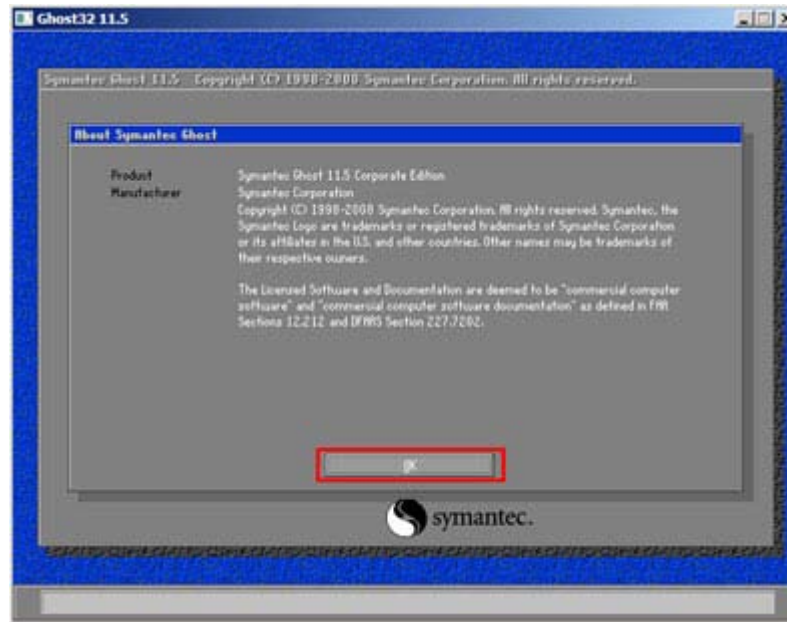 Ghost32 11.5
Symantec Ghost 11.5 Copyright (C) 1998-2008 Symantec Corporation. All rights reserved.
About Symantec Ghost
Product Symantec Ghost 11.5 Corporate Edition
Manufacturer Symantec Corporation
Copyright (C) 1998-2008 Symantec Corporation. All rights reserved. Symantec, the
Symantec Logo are trademarks or registered trademarks of Symantec Corporation
or its affiliates in the U.S. and other countries. Other names may be trademarks of
their respective owners.
The Licensed Software and Documentation are deemed to be "commercial computer
software" and "commercial computer software documentation" as defined in FAR
Sections 12.212 and DFARS Section 227.7202.
OK
symantec.